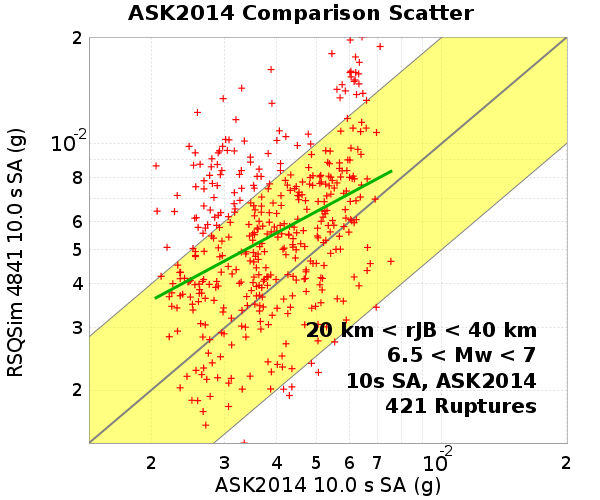 ASK2014 Comparison Scatter
RSQSim 4841 10.0 s SA (g)
2
10-2
8
6
5
4
3
2
20 km < rJB < 40 km
6.5 < Mw < 7
10s SA, ASK2014
421 Ruptures
2 3 4 5 6 7 10-2 2
ASK2014 10.0 s SA (g)